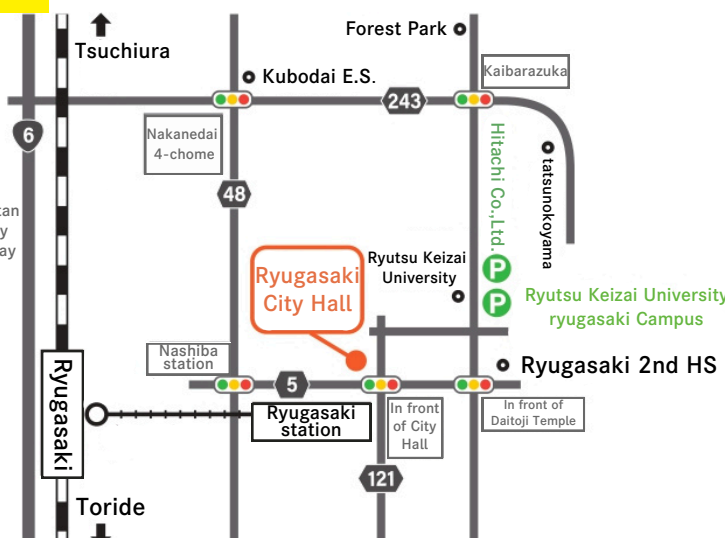 Forest Park
Tsuchiura
Kaibarazuka
Kubodai E.S.
243
6
Nakanedai
4-chome
Hitachi Co.,Ltd.
tatsunokoyama
48
tan
y
ay
Ryugasaki
City Hall
Ryutsu Keizai
University
P
P
Ryutsu Keizai University
ryugasaki Campus
Nashiba
station
Ryugasaki 2nd HS
5
Ryugasaki
Ryugasaki
station
In front
of City
Hall
In front of
Daitoji Temple
121
Toride